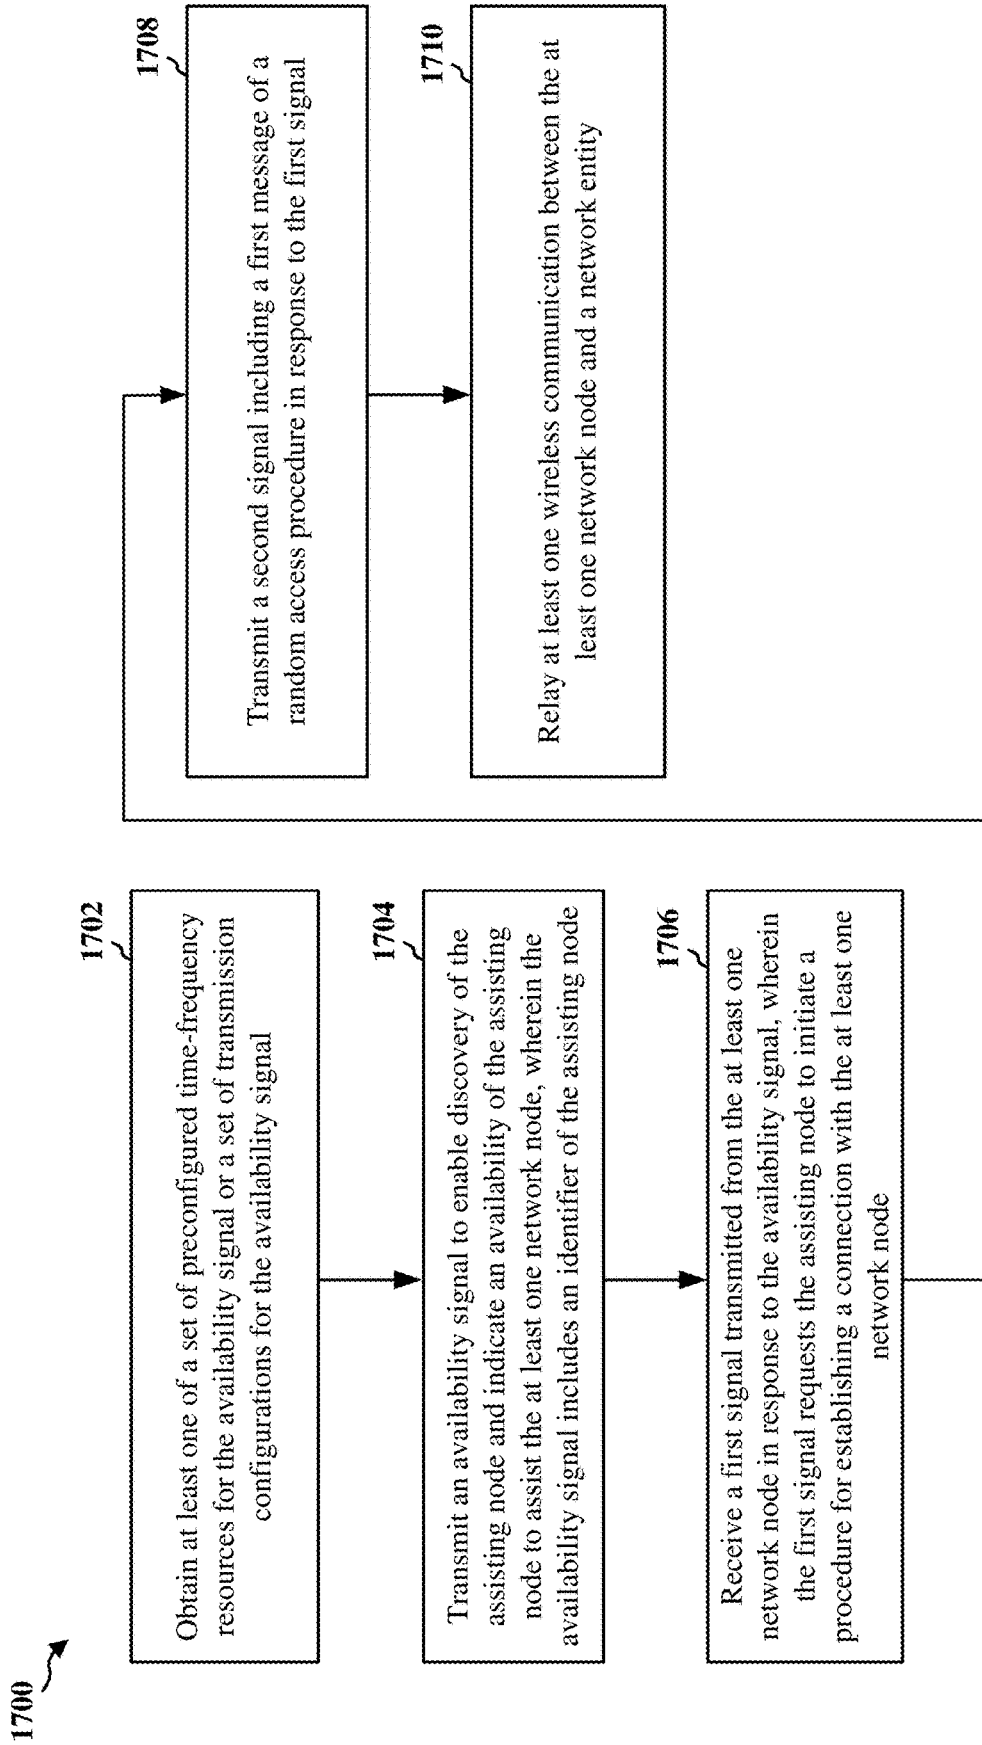 1700
1702
Obtain at least one of a set of preconfigured time-frequency
resources for the availability signal or a set of transmission
configurations for the availability signal
1704
Transmit an availability signal to enable discovery of the
assisting node and indicate an availability of the assisting
node to assist the at least one network node, wherein the
availability signal includes an identifier of the assisting node
1706
Receive a first signal transmitted from the at least one
network node in response to the availability signal, wherein
the first signal requests the assisting node to initiate a
procedure for establishing a connection with the at least one
network node
1708
Transmit a second signal including a first message of a
random access procedure in response to the first signal
1710
Relay at least one wireless communication between the at
least one network node and a network entity